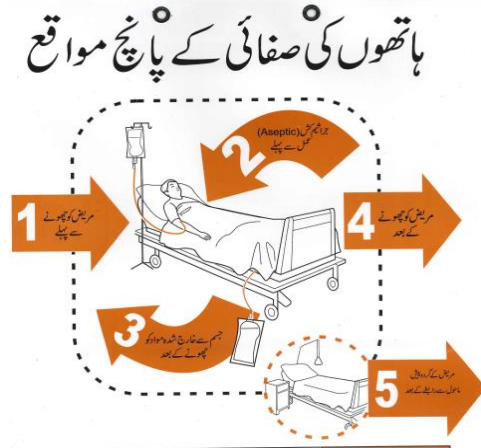 ہاتھوں کی صفائی کے پانچ مواقع
1
مریض کو چھونے
سے پہلے
2
جراثیم کش (Aseptic)
عمل سے پہلے
3
جسم سے خارج شدہ مواد کو
چھونے کے بعد
4
مریض کو چھونے
کے بعد
5
مریض کے گردوپیش
ماحول سے رابطے کے بعد